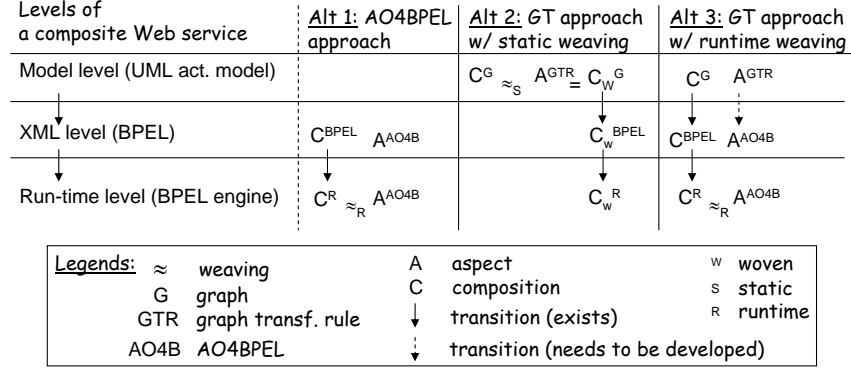 Levels of a composite Web service | Alt 1: AO4BPEL approach | Alt 2: GT approach w/ static weaving | Alt 3: GT approach w/ runtime weaving
Model level (UML act. model) | | C^G ≈_S A^GTR = C_W^G | C^G A^GTR
XML level (BPEL) | C^BPEL A^AO4B | C_w^BPEL | C^BPEL A^AO4B
Run-time level (BPEL engine) | C^R ≈_R A^AO4B | C_w^R | C^R ≈_R A^AO4B
Legends:
≈ weaving
G graph
GTR graph transf. rule
AO4B AO4BPEL
A aspect
C composition
↓ transition (exists)
⇣ transition (needs to be developed)
W woven
S static
R runtime